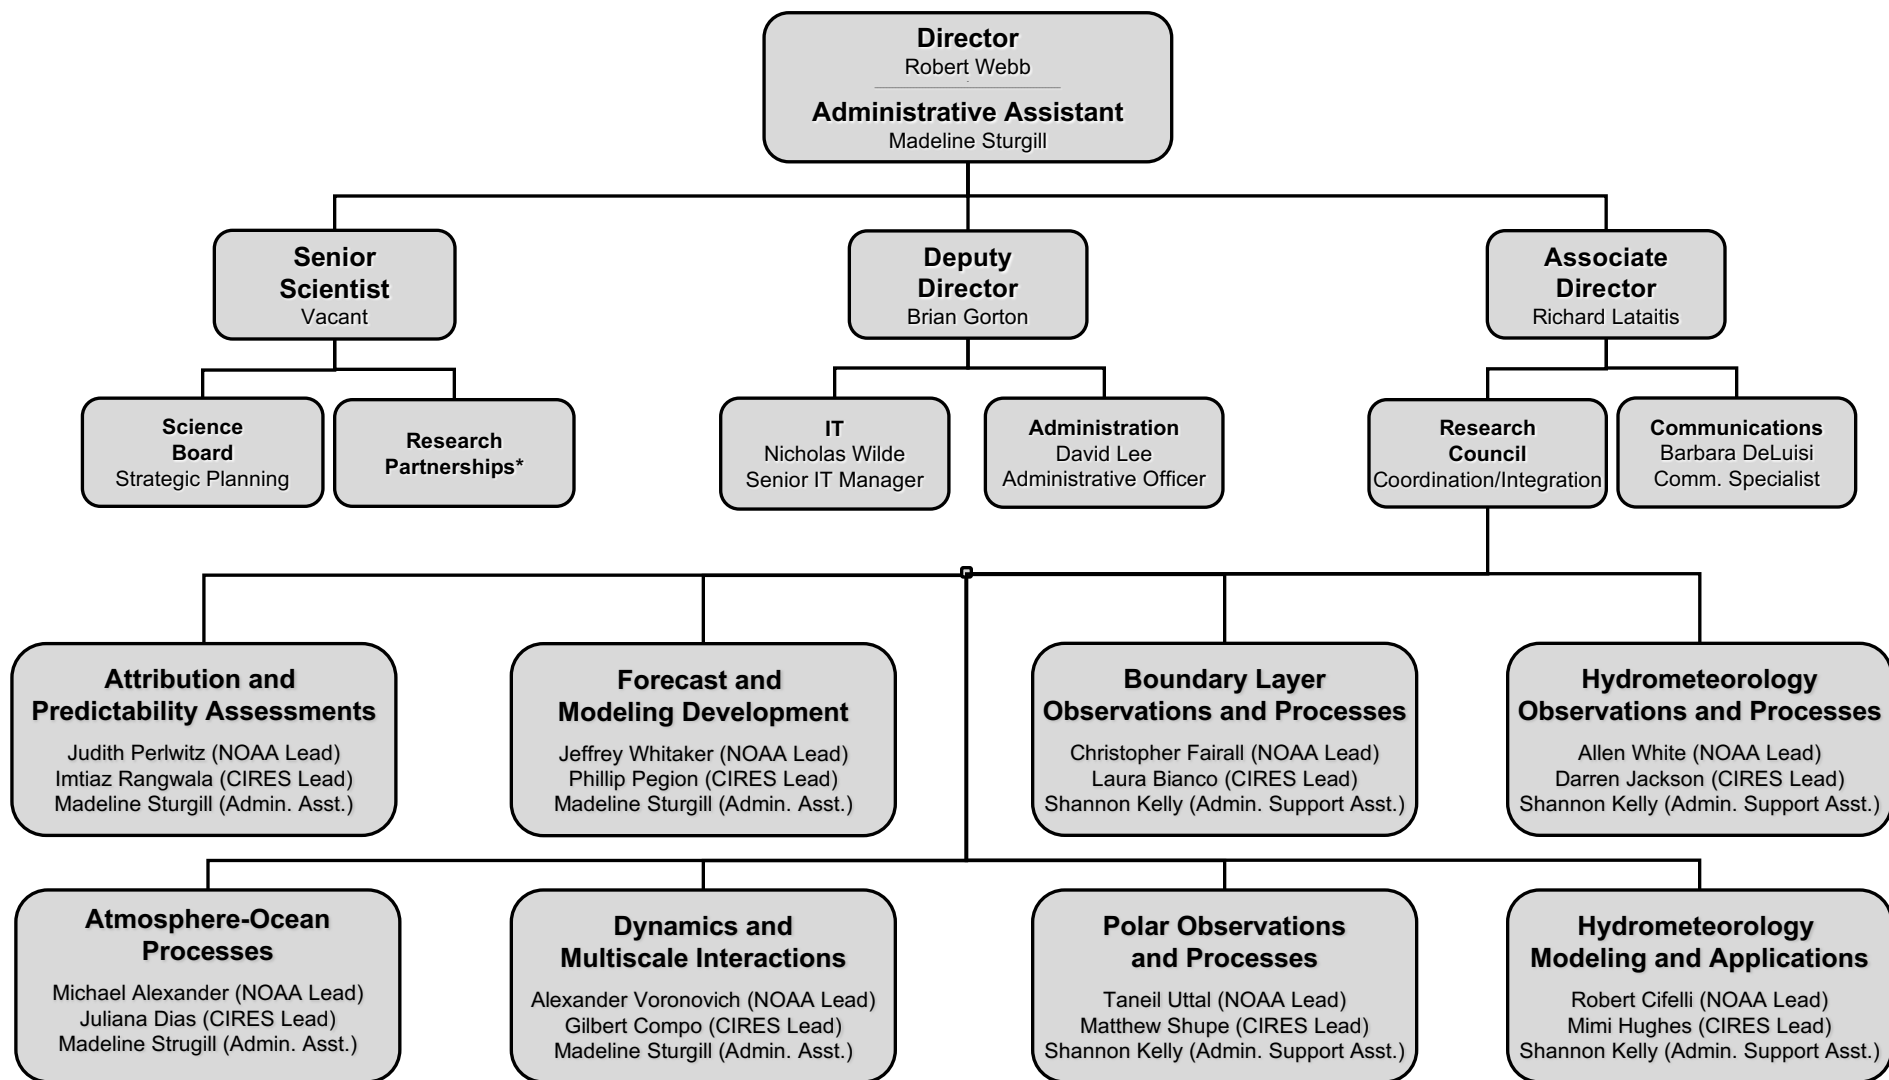 Director
Robert Webb
Administrative Assistant
Madeline Sturgill
Senior
Scientist
Vacant
Deputy
Director
Brian Gorton
Associate
Director
Richard Lataitis
Science
Board
Strategic Planning
Research
Partnerships*
IT
Nicholas Wilde
Senior IT Manager
Administration
David Lee
Administrative Officer
Research
Council
Coordination/Integration
Communications
Barbara DeLuisi
Comm. Specialist
Attribution and
Predictability Assessments
Judith Perlwitz (NOAA Lead)
Imtiaz Rangwala (CIRES Lead)
Madeline Sturgill (Admin. Asst.)
Forecast and
Modeling Development
Jeffrey Whitaker (NOAA Lead)
Phillip Pegion (CIRES Lead)
Madeline Sturgill (Admin. Asst.)
Boundary Layer
Observations and Processes
Christopher Fairall (NOAA Lead)
Laura Bianco (CIRES Lead)
Shannon Kelly (Admin. Support Asst.)
Hydrometeorology
Observations and Processes
Allen White (NOAA Lead)
Darren Jackson (CIRES Lead)
Shannon Kelly (Admin. Support Asst.)
Atmosphere-Ocean
Processes
Michael Alexander (NOAA Lead)
Juliana Dias (CIRES Lead)
Madeline Strugill (Admin. Asst.)
Dynamics and
Multiscale Interactions
Alexander Voronovich (NOAA Lead)
Gilbert Compo (CIRES Lead)
Madeline Sturgill (Admin. Asst.)
Polar Observations
and Processes
Taneil Uttal (NOAA Lead)
Matthew Shupe (CIRES Lead)
Shannon Kelly (Admin. Support Asst.)
Hydrometeorology
Modeling and Applications
Robert Cifelli (NOAA Lead)
Mimi Hughes (CIRES Lead)
Shannon Kelly (Admin. Support Asst.)